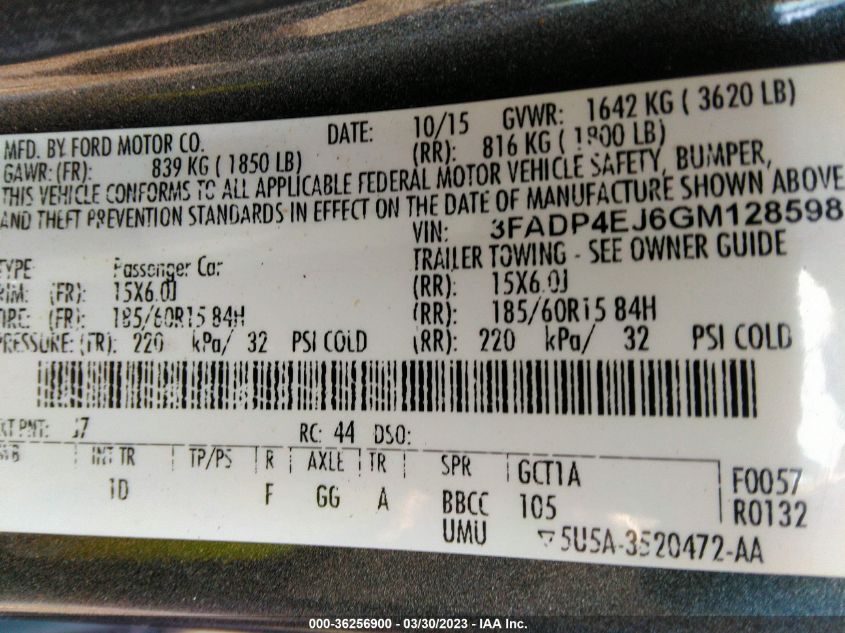 MFD. BY FORD MOTOR CO. DATE: 10/15 GVWR: 1642 KG ( 3620 LB)
GAWR:(FR): 839 KG ( 1850 LB) (RR): 816 KG ( 1800 LB)
THIS VEHICLE CONFORMS TO ALL APPLICABLE FEDERAL MOTOR VEHICLE SAFETY, BUMPER,
AND THEFT PREVENTION STANDARDS IN EFFECT ON THE DATE OF MANUFACTURE SHOWN ABOVE
VIN: 3FADP4EJ6GM128598
TYPE Passenger Car TRAILER TOWING - SEE OWNER GUIDE
RIM: (FR): 15X6.0J (RR): 15X6.0J
TIRE: (FR): 185/60R15 84H (RR): 185/60R15 84H
PRESSURE: (FR): 220 kPa/ 32 PSI COLD (RR): 220 kPa/ 32 PSI COLD
EXT PNT: J7 RC: 44 DSO:
WB INT TR TP/PS R AXLE TR SPR GCT1A F0057
1D F GG A BBCC 105 R0132
UMU ▽5U5A-3520472-AA
000-36256900 - 03/30/2023 - IAA Inc.